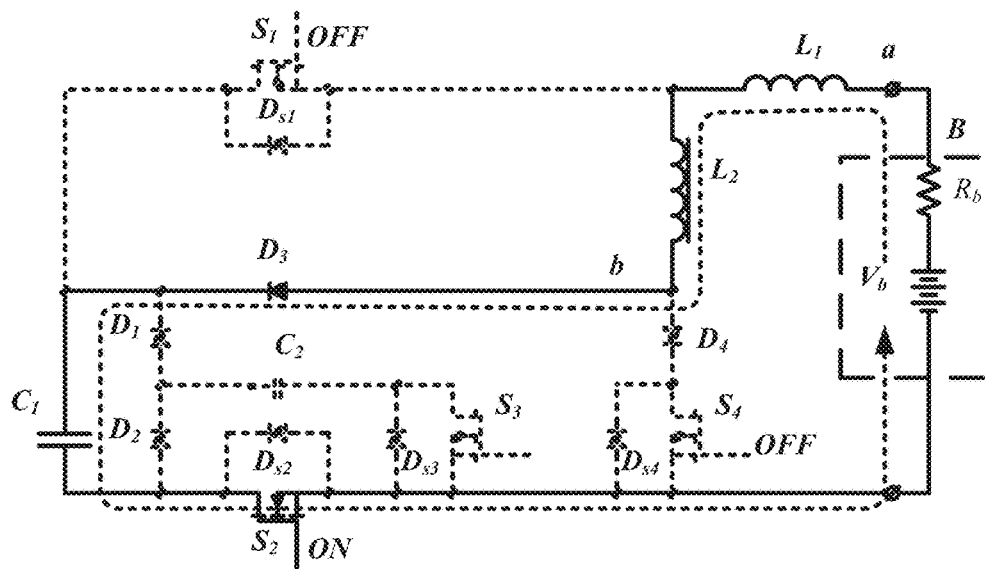 S1
OFF
Ds1
L1
a
B
L2
Rb
D3
b
Vb
D1
C2
D4
C1
D2
Ds2
Ds3
S3
Ds4
S4
OFF
S2
ON